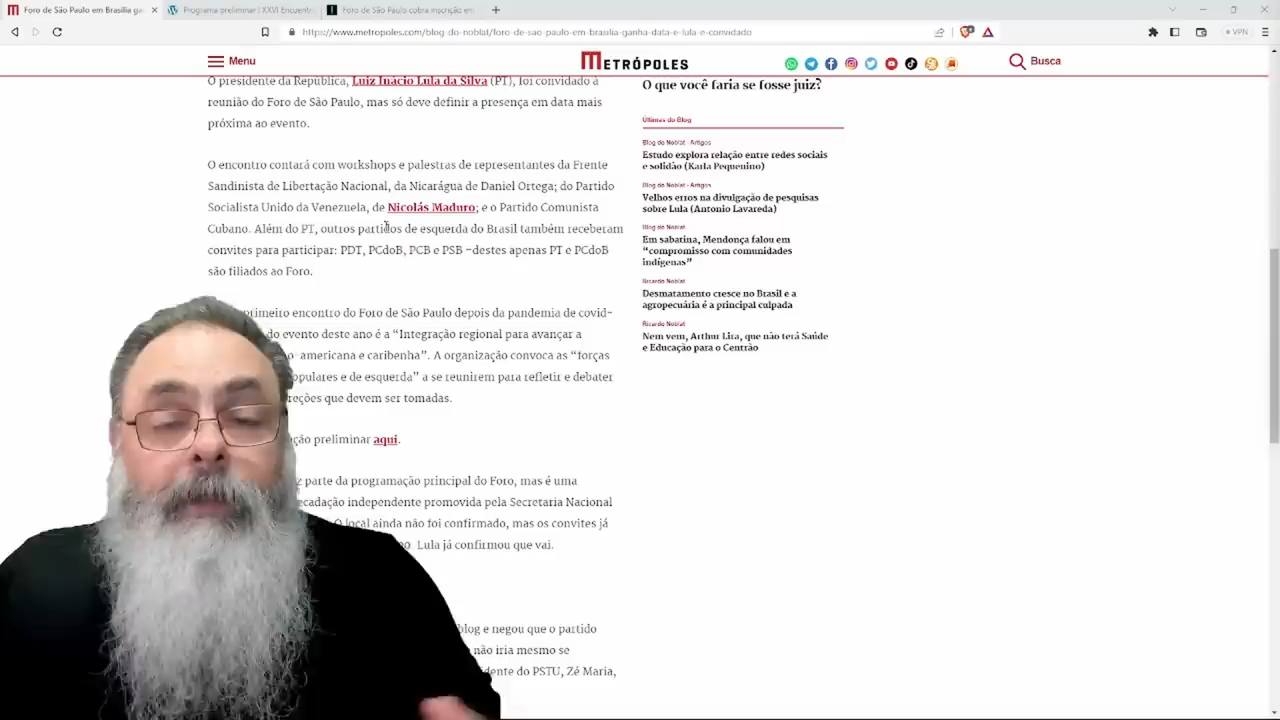 Foro de São Paulo em Brasília ga
Programa preliminar | XXVI Encuentr
Foro de São Paulo cobra inscrição em
https://www.metropoles.com/blog-do-noblat/foro-de-sao-paulo-em-brasilia-ganha-data-e-lula-e-convidado
VPN
Menu
METRÓPOLES
Busca
O presidente da República, Luiz Inácio Lula da Silva (PT), foi convidado à
reunião do Foro de São Paulo, mas só deve definir a presença em data mais
próxima ao evento.
O encontro contará com workshops e palestras de representantes da Frente
Sandinista de Libertação Nacional, da Nicarágua de Daniel Ortega; do Partido
Socialista Unido da Venezuela, de Nicolás Maduro; e o Partido Comunista
Cubano. Além do PT, outros partidos de esquerda do Brasil também receberam
convites para participar: PDT, PCdoB, PCB e PSB –destes apenas PT e PCdoB
são filiados ao Foro.
primeiro encontro do Foro de São Paulo depois da pandemia de covid-
do evento deste ano é a “Integração regional para avançar a
o-americana e caribenha”. A organização convoca as “forças
opulares e de esquerda” a se reunirem para refletir e debater
reções que devem ser tomadas.
ção preliminar aqui.
z parte da programação principal do Foro, mas é uma
ecadação independente promovida pela Secretaria Nacional
O local ainda não foi confirmado, mas os convites já
po. Lula já confirmou que vai.
blog e negou que o partido
não iria mesmo se
dente do PSTU, Zé Maria,
O que você faria se fosse juiz?
Últimas do Blog
Blog do Noblat - Artigos
Estudo explora relação entre redes sociais
e solidão (Karla Pequenino)
Blog do Noblat - Artigos
Velhos erros na divulgação de pesquisas
sobre Lula (Antonio Lavareda)
Blog do Noblat
Em sabatina, Mendonça falou em
“compromisso com comunidades
indígenas”
Ricardo Noblat
Desmatamento cresce no Brasil e a
agropecuária é a principal culpada
Ricardo Noblat
Nem vem, Arthur Lira, que não terá Saúde
e Educação para o Centrão